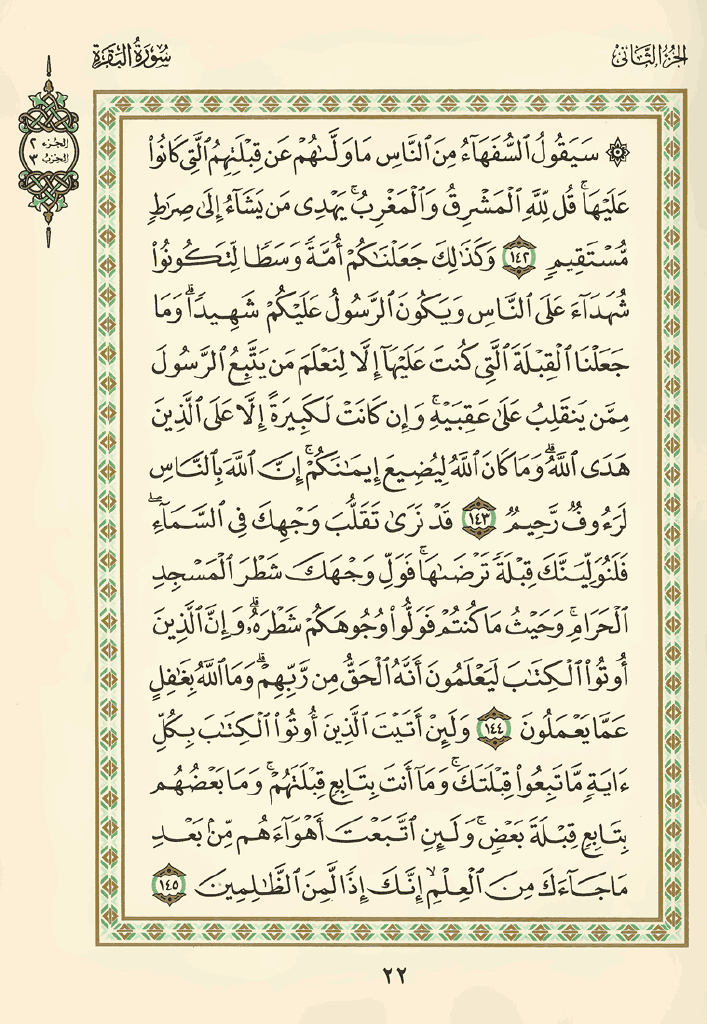 الجزء الثاني
سورة البقرة
الجزء ٢
الحزب ٣
۞ سَيَقُولُ ٱلسُّفَهَآءُ مِنَ ٱلنَّاسِ مَا وَلَّىٰهُمْ عَن قِبْلَتِهِمُ ٱلَّتِى كَانُوا۟
عَلَيْهَا ۚ قُل لِّلَّهِ ٱلْمَشْرِقُ وَٱلْمَغْرِبُ ۚ يَهْدِى مَن يَشَآءُ إِلَىٰ صِرَٰطٍ
مُّسْتَقِيمٍ ١٤٢ وَكَذَٰلِكَ جَعَلْنَٰكُمْ أُمَّةً وَسَطًا لِّتَكُونُوا۟
شُهَدَآءَ عَلَى ٱلنَّاسِ وَيَكُونَ ٱلرَّسُولُ عَلَيْكُمْ شَهِيدًا ۗ وَمَا
جَعَلْنَا ٱلْقِبْلَةَ ٱلَّتِى كُنتَ عَلَيْهَآ إِلَّا لِنَعْلَمَ مَن يَتَّبِعُ ٱلرَّسُولَ
مِمَّن يَنقَلِبُ عَلَىٰ عَقِبَيْهِ ۚ وَإِن كَانَتْ لَكَبِيرَةً إِلَّا عَلَى ٱلَّذِينَ
هَدَى ٱللَّهُ ۗ وَمَا كَانَ ٱللَّهُ لِيُضِيعَ إِيمَٰنَكُمْ ۚ إِنَّ ٱللَّهَ بِٱلنَّاسِ
لَرَءُوفٌ رَّحِيمٌ ١٤٣ قَدْ نَرَىٰ تَقَلُّبَ وَجْهِكَ فِى ٱلسَّمَآءِ ۖ
فَلَنُوَلِّيَنَّكَ قِبْلَةً تَرْضَىٰهَا ۚ فَوَلِّ وَجْهَكَ شَطْرَ ٱلْمَسْجِدِ
ٱلْحَرَامِ ۚ وَحَيْثُ مَا كُنتُمْ فَوَلُّوا۟ وُجُوهَكُمْ شَطْرَهُۥ ۗ وَإِنَّ ٱلَّذِينَ
أُوتُوا۟ ٱلْكِتَٰبَ لَيَعْلَمُونَ أَنَّهُ ٱلْحَقُّ مِن رَّبِّهِمْ ۗ وَمَا ٱللَّهُ بِغَٰفِلٍ
عَمَّا يَعْمَلُونَ ١٤٤ وَلَئِنْ أَتَيْتَ ٱلَّذِينَ أُوتُوا۟ ٱلْكِتَٰبَ بِكُلِّ
ءَايَةٍ مَّا تَبِعُوا۟ قِبْلَتَكَ ۚ وَمَآ أَنتَ بِتَابِعٍ قِبْلَتَهُمْ ۚ وَمَا بَعْضُهُم
بِتَابِعٍ قِبْلَةَ بَعْضٍ ۚ وَلَئِنِ ٱتَّبَعْتَ أَهْوَآءَهُم مِّنۢ بَعْدِ
مَا جَآءَكَ مِنَ ٱلْعِلْمِ ۙ إِنَّكَ إِذًا لَّمِنَ ٱلظَّٰلِمِينَ ١٤٥
٢٢